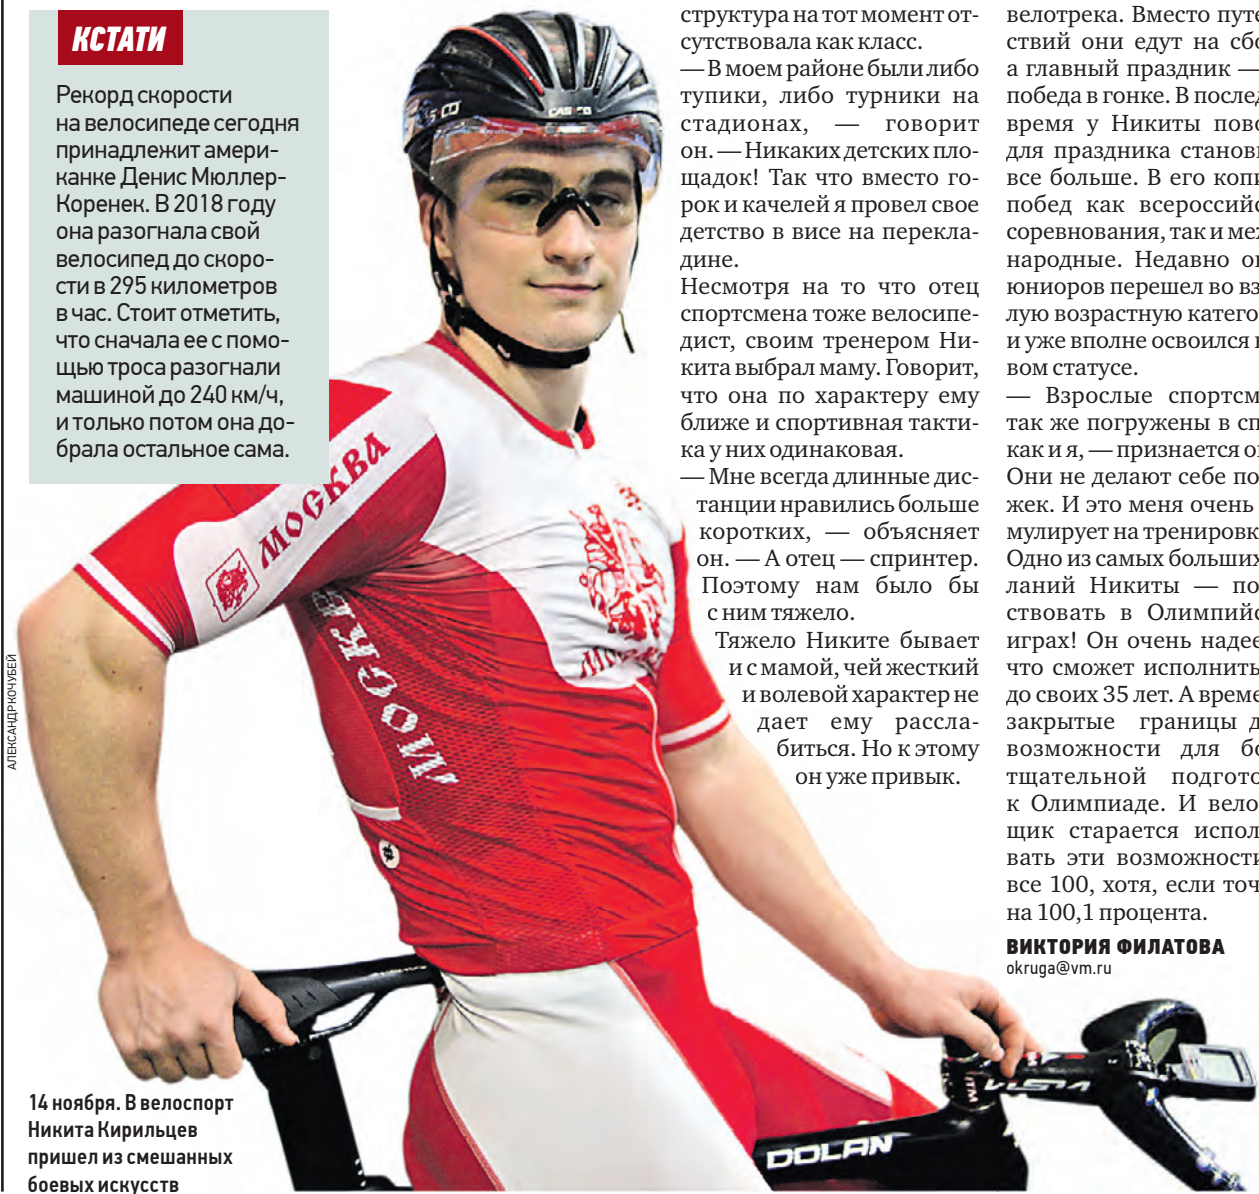 КСТАТИ
Рекорд скорости
на велосипеде сегодня
принадлежит амери-
канке Денис Мюллер-
Коренек. В 2018 году
она разогнала свой
велосипед до скоро-
сти в 295 километров
в час. Стоит отметить,
что сначала ее с помо-
щью троса разогнали
машиной до 240 км/ч,
и только потом она до-
брала остальное сама.
АЛЕКСАНДР КОЧУБЕЙ
CASCO
МОСКВА
МОСКВА
VISION
ITM
DOLAN
14 ноября. В велоспорт
Никита Кирильцев
пришел из смешанных
боевых искусств
структура на тот момент от-
сутствовала как класс.
— В моем районе были либо
тупики, либо турники на
стадионах, — говорит
он. — Никаких детских пло-
щадок! Так что вместо го-
рок и качелей я провел свое
детство в висе на перекла-
дине.
Несмотря на то что отец
спортсмена тоже велосипе-
дист, своим тренером Ни-
кита выбрал маму. Говорит,
что она по характеру ему
ближе и спортивная такти-
ка у них одинаковая.
— Мне всегда длинные дис-
танции нравились больше
коротких, — объясняет
он. — А отец — спринтер.
Поэтому нам было бы
с ним тяжело.
Тяжело Никите бывает
и с мамой, чей жесткий
и волевой характер не
дает ему рассла-
биться. Но к этому
он уже привык.
велотрека. Вместо путе
ствий они едут на сбо
а главный праздник —
победа в гонке. В послед
время у Никиты пово
для праздника станови
все больше. В его копи
побед как всероссийс
соревнования, так и меж
народные. Недавно он
юниоров перешел во вз
лую возрастную катего
и уже вполне освоился в
вом статусе.
— Взрослые спортсм
так же погружены в сп
как и я, — признается он
Они не делают себе по
жек. И это меня очень
мулирует на тренировк
Одно из самых больших
ланий Никиты — по
ствовать в Олимпийс
играх! Он очень надее
что сможет исполнить
до своих 35 лет. А време
закрытые границы д
возможности для бо
тщательной подгото
к Олимпиаде. И вело
щик старается испол
вать эти возможности
все 100, хотя, если точ
на 100,1 процента.
ВИКТОРИЯ ФИЛАТОВА
okruga@vm.ru